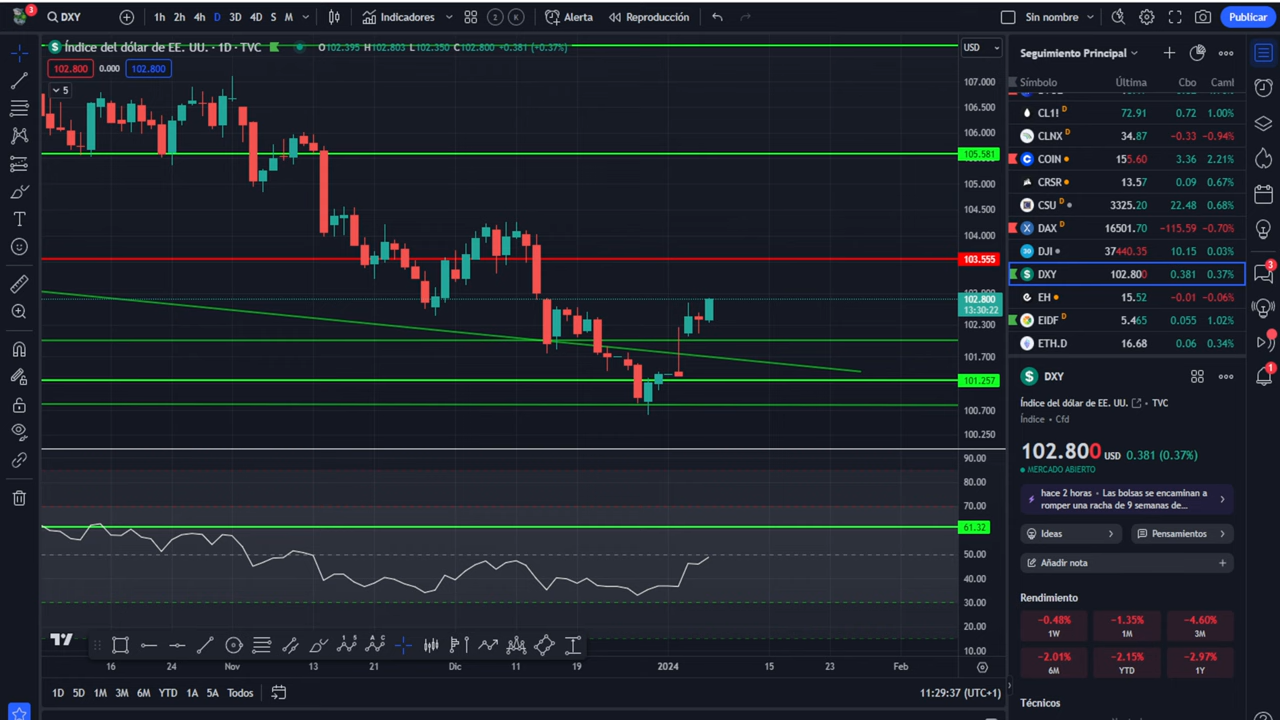 3 DXY 1h 2h 4h D 3D 4D S M Indicadores 2 K Alerta Reproducción Sin nombre Publicar
Índice del dólar de EE. UU. · 1D · TVC O102.395 H102.803 L102.350 C102.800 +0.381 (+0.37%)
102.800 0.000 102.800
5
USD
107.000
106.500
106.000
105.581
105.000
104.500
104.000
103.555
102.800
13:30:22
102.300
101.700
101.257
100.700
100.250
90.00
80.00
70.00
61.32
50.00
40.00
30.00
20.00
10.00
16 24 Nov 13 21 Dic 11 19 2024 15 23 Feb
1D 5D 1M 3M 6M YTD 1A 5A Todos 11:29:37 (UTC+1)
Seguimiento Principal
Símbolo Última Cbo Cam%
CL1! D 72.91 0.72 1.00%
CLNX D 34.87 -0.33 -0.94%
COIN 155.60 3.36 2.21%
CRSR 13.57 0.09 0.67%
CSU D 3325.20 22.48 0.68%
DAX D 16501.70 -115.59 -0.70%
DJI 37440.35 10.15 0.03%
DXY 102.800 0.381 0.37%
EH 15.52 -0.01 -0.06%
EIDF D 5.465 0.055 1.02%
ETH.D 16.68 0.06 0.34%
DXY
Índice del dólar de EE. UU. TVC
Índice • Cfd
102.800 USD 0.381 (0.37%)
MERCADO ABIERTO
hace 2 horas • Las bolsas se encaminan a
romper una racha de 9 semanas de...
Ideas Pensamientos
Añadir nota
Rendimiento
-0.48% -1.35% -4.60%
1W 1M 3M
-2.01% -2.15% -2.97%
6M YTD 1Y
Técnicos
3
1